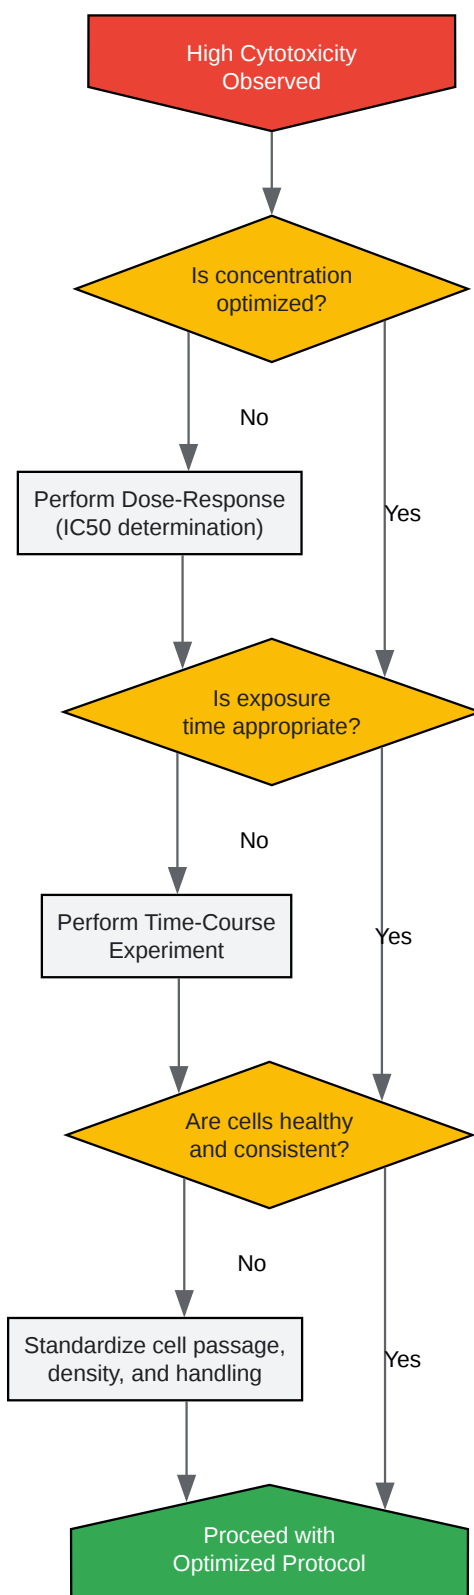 High Cytotoxicity
Observed
Is concentration
optimized?
No
Perform Dose-Response
(IC50 determination)
Yes
Is exposure
time appropriate?
No
Perform Time-Course
Experiment
Yes
Are cells healthy
and consistent?
No
Standardize cell passage,
density, and handling
Yes
Proceed with
Optimized Protocol